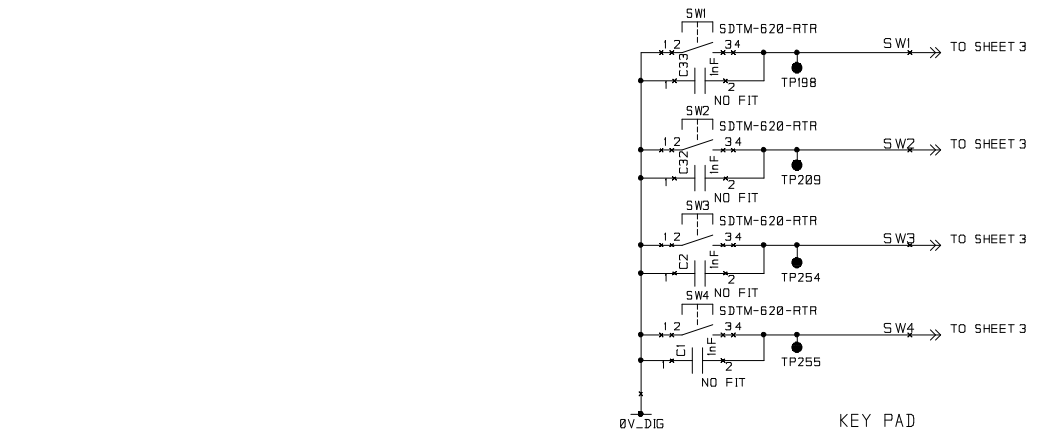 SW1
SDTM-620-RTR
1 2
3 4
SW1
TO SHEET 3
C33
1nF
1
2
TP198
NO FIT
SW2
SDTM-620-RTR
1 2
3 4
SW2
TO SHEET 3
C32
1nF
1
2
TP209
NO FIT
SW3
SDTM-620-RTR
1 2
3 4
SW3
TO SHEET 3
C2
1nF
1
2
TP254
NO FIT
SW4
SDTM-620-RTR
1 2
3 4
SW4
TO SHEET 3
C1
1nF
1
2
TP255
NO FIT
0V_DIG
KEY PAD